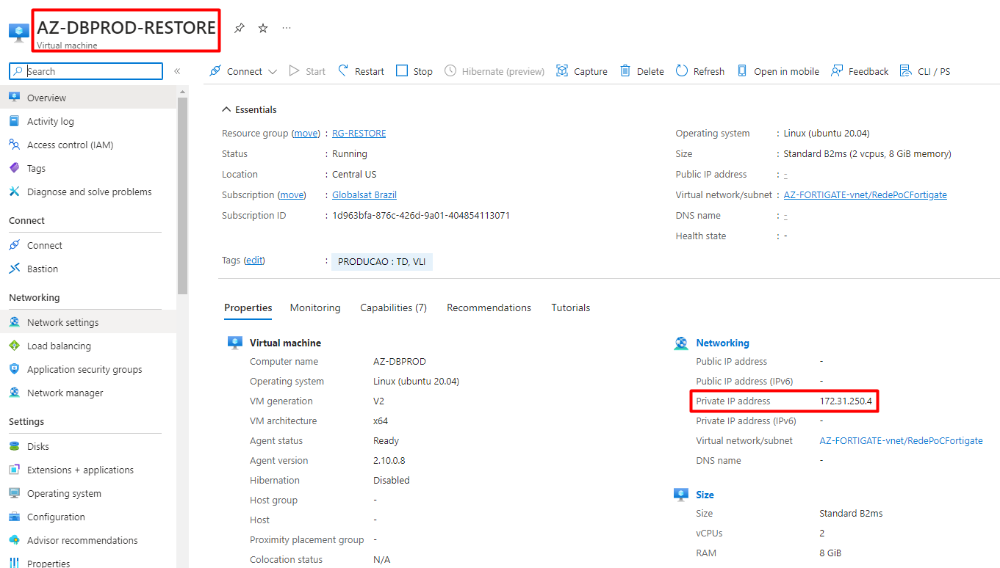 AZ-DBPROD-RESTORE
Virtual machine
Search
Connect
Start
Restart
Stop
Hibernate (preview)
Capture
Delete
Refresh
Open in mobile
Feedback
CLI / PS
Overview
Activity log
Access control (IAM)
Tags
Diagnose and solve problems
Connect
Connect
Bastion
Networking
Network settings
Load balancing
Application security groups
Network manager
Settings
Disks
Extensions + applications
Operating system
Configuration
Advisor recommendations
Properties
Essentials
Resource group (move) : RG-RESTORE
Status : Running
Location : Central US
Subscription (move) : Globalsat Brazil
Subscription ID : 1d963bfa-876c-426d-9a01-404854113071
Operating system : Linux (ubuntu 20.04)
Size : Standard B2ms (2 vcpus, 8 GiB memory)
Public IP address : -
Virtual network/subnet : AZ-FORTIGATE-vnet/RedePoCFortigate
DNS name : -
Health state : -
Tags (edit) : PRODUCAO : TD, VLI
Properties
Monitoring
Capabilities (7)
Recommendations
Tutorials
Virtual machine
Computer name AZ-DBPROD
Operating system Linux (ubuntu 20.04)
VM generation V2
VM architecture x64
Agent status Ready
Agent version 2.10.0.8
Hibernation Disabled
Host group -
Host -
Proximity placement group -
Colocation status N/A
Networking
Public IP address -
Public IP address (IPv6) -
Private IP address 172.31.250.4
Private IP address (IPv6) -
Virtual network/subnet AZ-FORTIGATE-vnet/RedePoCFortigate
DNS name -
Size
Size Standard B2ms
vCPUs 2
RAM 8 GiB